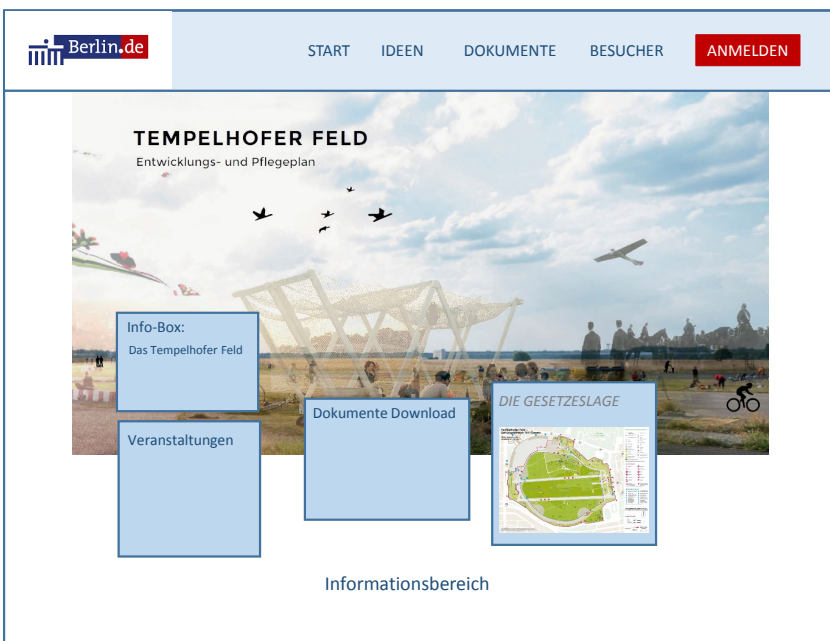 Berlin.de
START IDEEN DOKUMENTE BESUCHER ANMELDEN
TEMPELHOFER FELD
Entwicklungs- und Pflegeplan
Info-Box:
Das Tempelhofer Feld
Veranstaltungen
Dokumente Download
DIE GESETZESLAGE
Informationsbereich